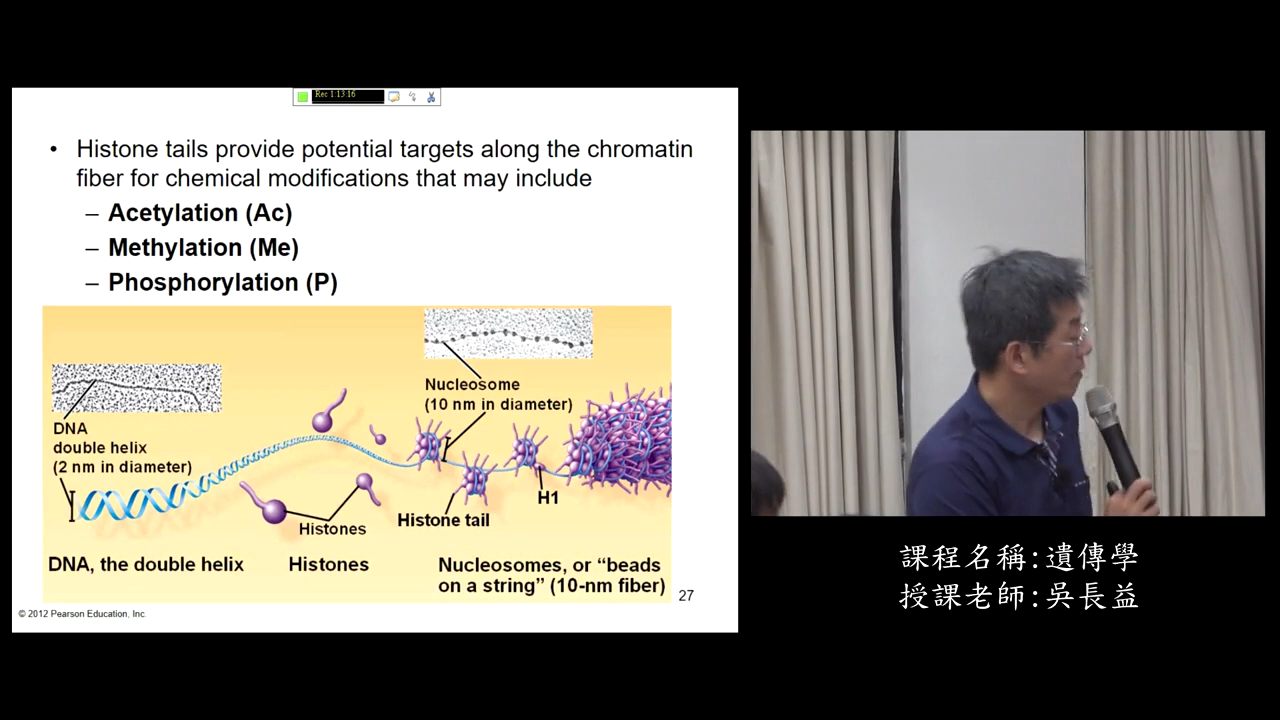 Rec 1:13:16
• Histone tails provide potential targets along the chromatin
fiber for chemical modifications that may include
– Acetylation (Ac)
– Methylation (Me)
– Phosphorylation (P)
DNA
double helix
(2 nm in diameter)
Nucleosome
(10 nm in diameter)
Histones
Histone tail
H1
DNA, the double helix
Histones
Nucleosomes, or “beads
on a string” (10-nm fiber)
27
© 2012 Pearson Education, Inc.
課程名稱:遺傳學
授課老師:吳長益